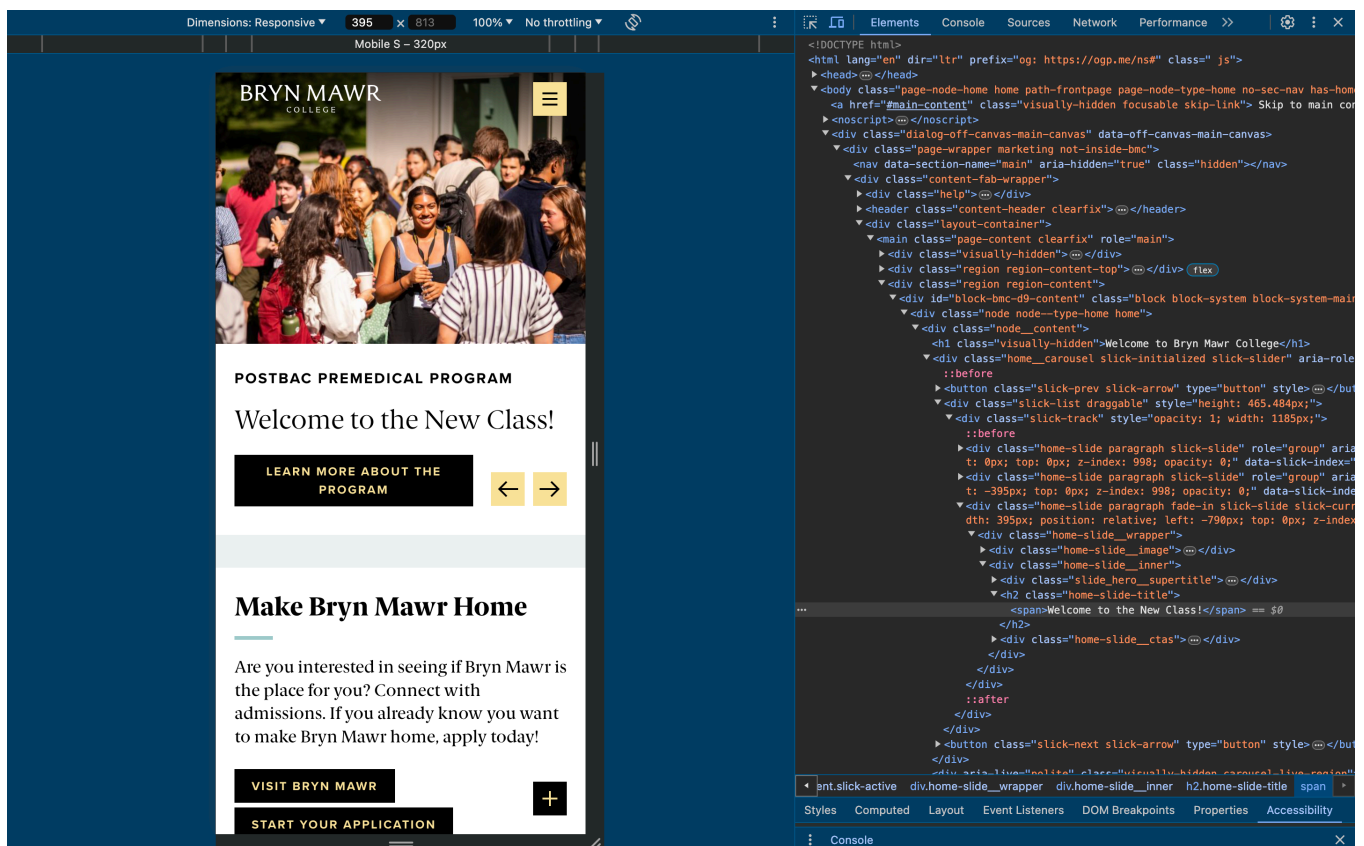 Dimensions: Responsive ▼ 395 × 813 100% ▼ No throttling ▼
Mobile S – 320px
BRYN MAWR
COLLEGE
POSTBAC PREMEDICAL PROGRAM
Welcome to the New Class!
LEARN MORE ABOUT THE
PROGRAM
Make Bryn Mawr Home
Are you interested in seeing if Bryn Mawr is
the place for you? Connect with
admissions. If you already know you want
to make Bryn Mawr home, apply today!
VISIT BRYN MAWR
START YOUR APPLICATION
Elements Console Sources Network Performance
<!DOCTYPE html>
<html lang="en" dir="ltr" prefix="og: https://ogp.me/ns#" class=" js">
<head>…</head>
<body class="page-node-home home path-frontpage page-node-type-home no-sec-nav has-hom
<a href="#main-content" class="visually-hidden focusable skip-link"> Skip to main con
<noscript>…</noscript>
<div class="dialog-off-canvas-main-canvas" data-off-canvas-main-canvas>
<div class="page-wrapper marketing not-inside-bmc">
<nav data-section-name="main" aria-hidden="true" class="hidden"></nav>
<div class="content-fab-wrapper">
<div class="help">…</div>
<header class="content-header clearfix">…</header>
<div class="layout-container">
<main class="page-content clearfix" role="main">
<div class="visually-hidden">…</div>
<div class="region region-content-top">…</div> flex
<div class="region region-content">
<div id="block-bmc-d9-content" class="block block-system block-system-main
<div class="node node--type-home home">
<div class="node__content">
<h1 class="visually-hidden">Welcome to Bryn Mawr College</h1>
<div class="home__carousel slick-initialized slick-slider" aria-role
::before
<button class="slick-prev slick-arrow" type="button" style>…</but
<div class="slick-list draggable" style="height: 465.484px;">
<div class="slick-track" style="opacity: 1; width: 1185px;">
::before
<div class="home-slide paragraph slick-slide" role="group" aria
t: 0px; top: 0px; z-index: 998; opacity: 0;" data-slick-index="
<div class="home-slide paragraph slick-slide" role="group" aria
t: -395px; top: 0px; z-index: 998; opacity: 0;" data-slick-inde
<div class="home-slide paragraph fade-in slick-slide slick-curr
dth: 395px; position: relative; left: -790px; top: 0px; z-index
<div class="home-slide__wrapper">
<div class="home-slide__image">…</div>
<div class="home-slide__inner">
<div class="slide_hero__supertitle">…</div>
<h2 class="home-slide-title">
<span>Welcome to the New Class!</span> == $0
</h2>
<div class="home-slide__ctas">…</div>
</div>
</div>
</div>
::after
</div>
</div>
<button class="slick-next slick-arrow" type="button" style>…</but
</div>
<div aria-live="polite" class="visually-hidden carousel-live-region"
ent.slick-active div.home-slide__wrapper div.home-slide__inner h2.home-slide-title span
Styles Computed Layout Event Listeners DOM Breakpoints Properties Accessibility
Console